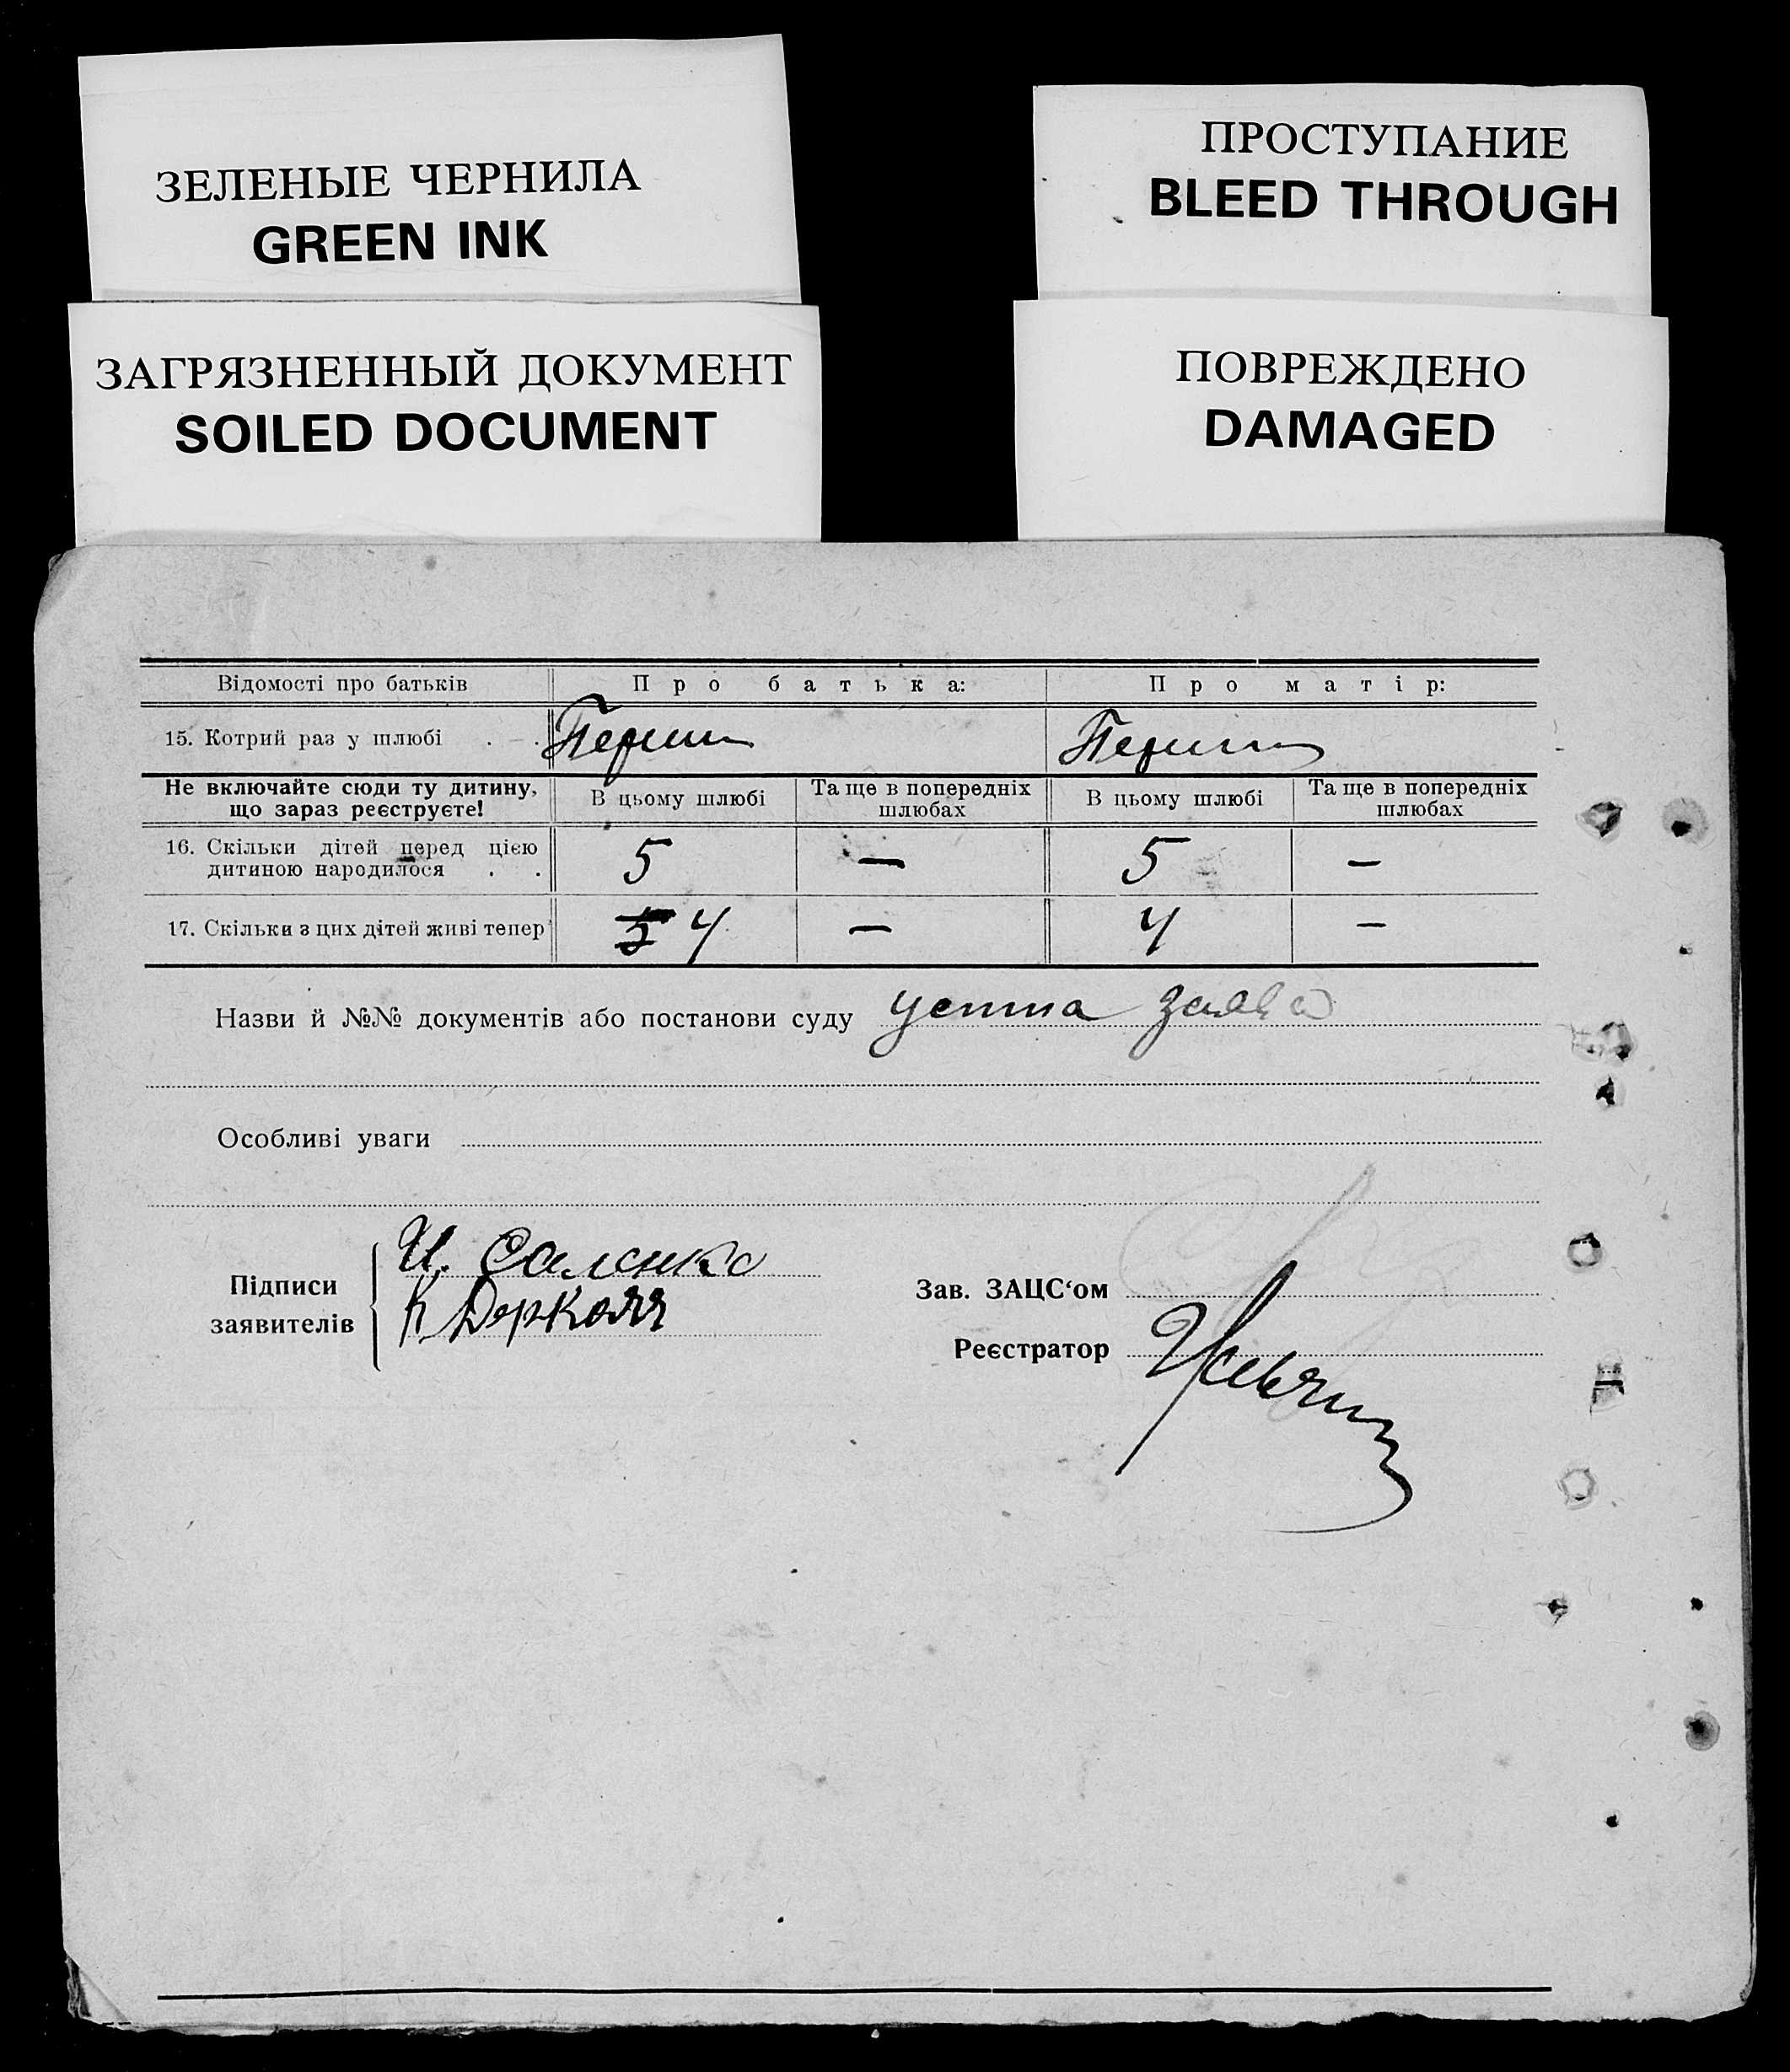 ЗЕЛЕНЫЕ ЧЕРНИЛА
GREEN INK
ПРОСТУПАНИЕ
BLEED THROUGH
ЗАГРЯЗНЕННЫЙ ДОКУМЕНТ
SOILED DOCUMENT
ПОВРЕЖДЕНО
DAMAGED
Відомості про батьків Про батька: Про матір:
15. Котрий раз у шлюбі . . Перший Перший
Не включайте сюди ту дитину, що зараз реєструєте! В цьому шлюбі Та ще в попередніх шлюбах В цьому шлюбі Та ще в попередніх шлюбах
16. Скільки дітей перед цією
дитиною народилося . . 5 — 5 —
17. Скільки з цих дітей живі тепер 5 4 — 4 —
Назви й №№ документів або постанови суду устна заява
Особливі уваги
Підписи
заявителів
И. Саленко
Деркач
Зав. ЗАЦС‘ом
Реєстратор